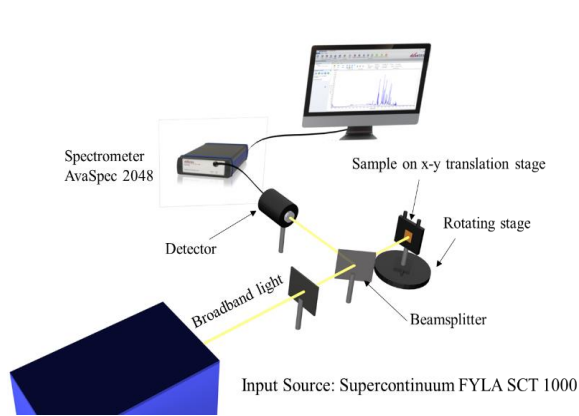 Spectrometer
AvaSpec 2048
Sample on x-y translation stage
Rotating stage
Detector
Broadband light
Beamsplitter
Input Source: Supercontinuum FYLA SCT 1000